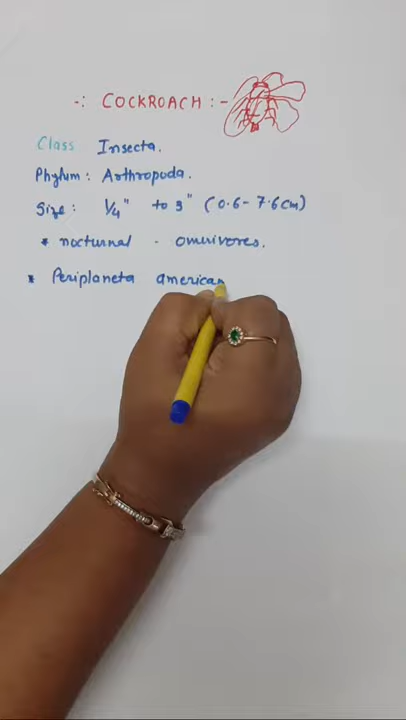 -: COCKROACH :-
Class Insecta.
Phylum: Arthropoda.
Size: 1/4" to 3" (0.6 - 7.6 cm)
* nocturnal - omnivores.
* Periplaneta american